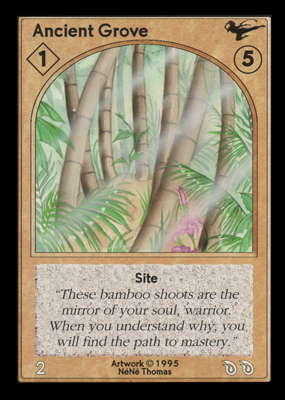 Ancient Grove
1
5
Site
"These bamboo shoots are the
mirror of your soul, warrior.
When you understand why, you
will find the path to mastery."
2
Artwork © 1995
NéNé Thomas